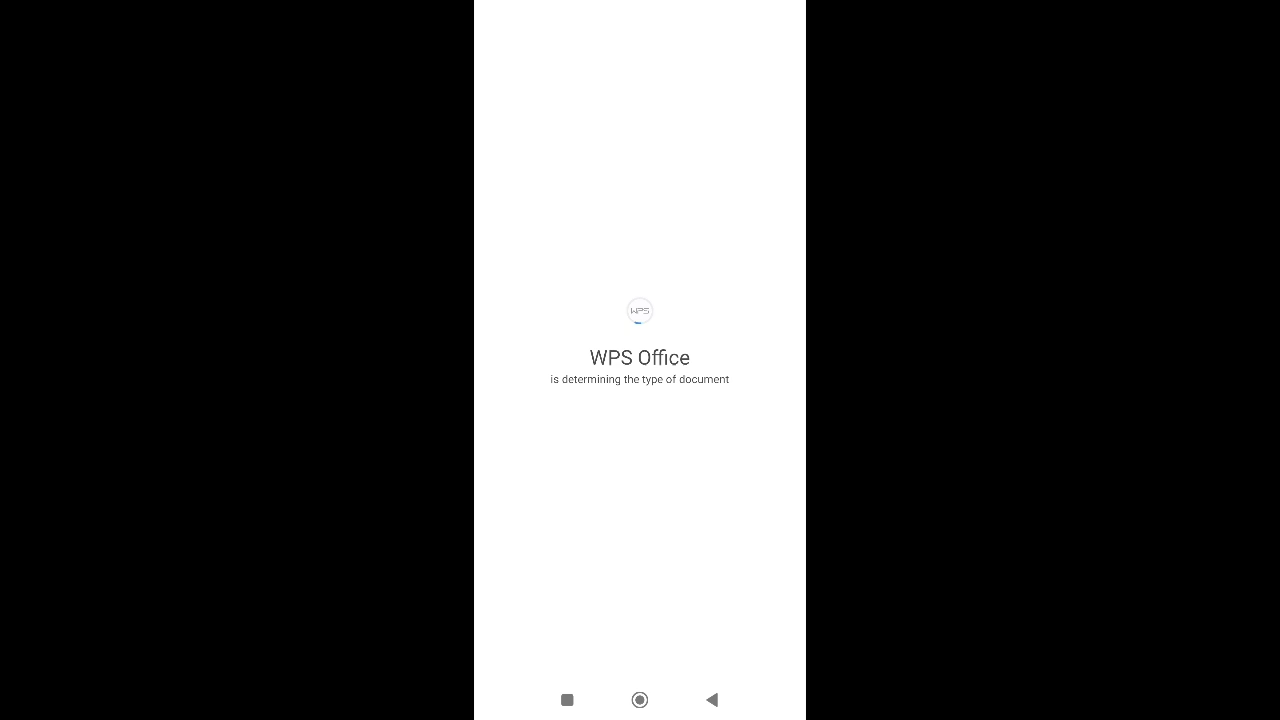 WPS
WPS Office
is determining the type of document